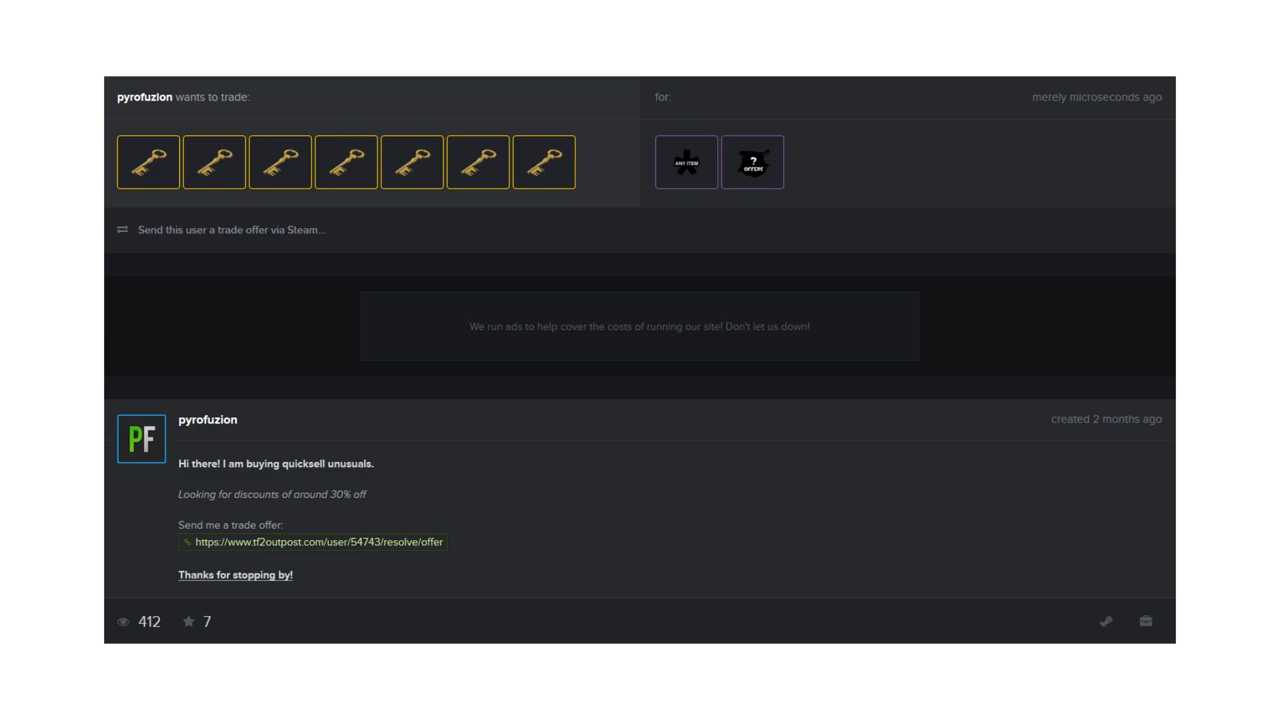 pyrofuzion wants to trade:
for:
merely microseconds ago
ANY ITEM
?
OFFERS
Send this user a trade offer via Steam...
We run ads to help cover the costs of running our site! Don't let us down!
PF
pyrofuzion
created 2 months ago
Hi there! I am buying quicksell unusuals.
Looking for discounts of around 30% off
Send me a trade offer:
https://www.tf2outpost.com/user/54743/resolve/offer
Thanks for stopping by!
412
7